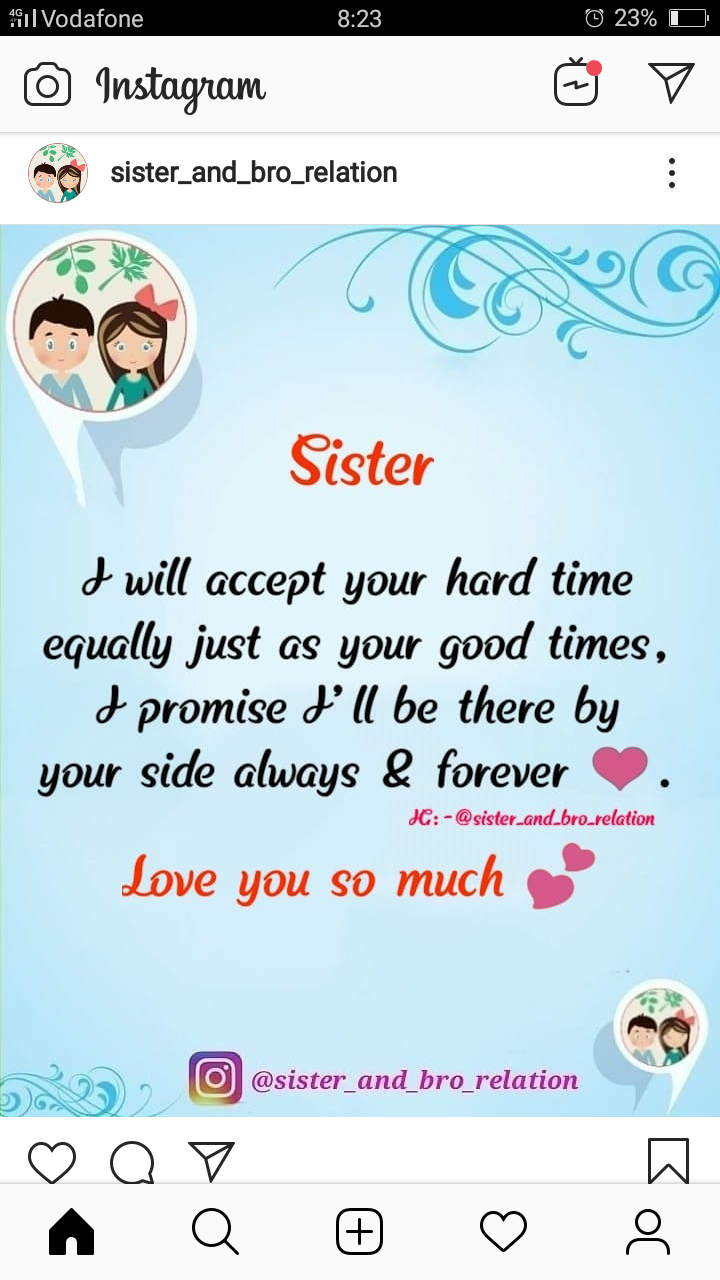 4G Vodafone 8:23 23%
Instagram
sister_and_bro_relation
Sister
I will accept your hard time
equally just as your good times,
I promise I'll be there by
your side always & forever ❤.
IG:-@sister_and_bro_relation
Love you so much 💕
@sister_and_bro_relation